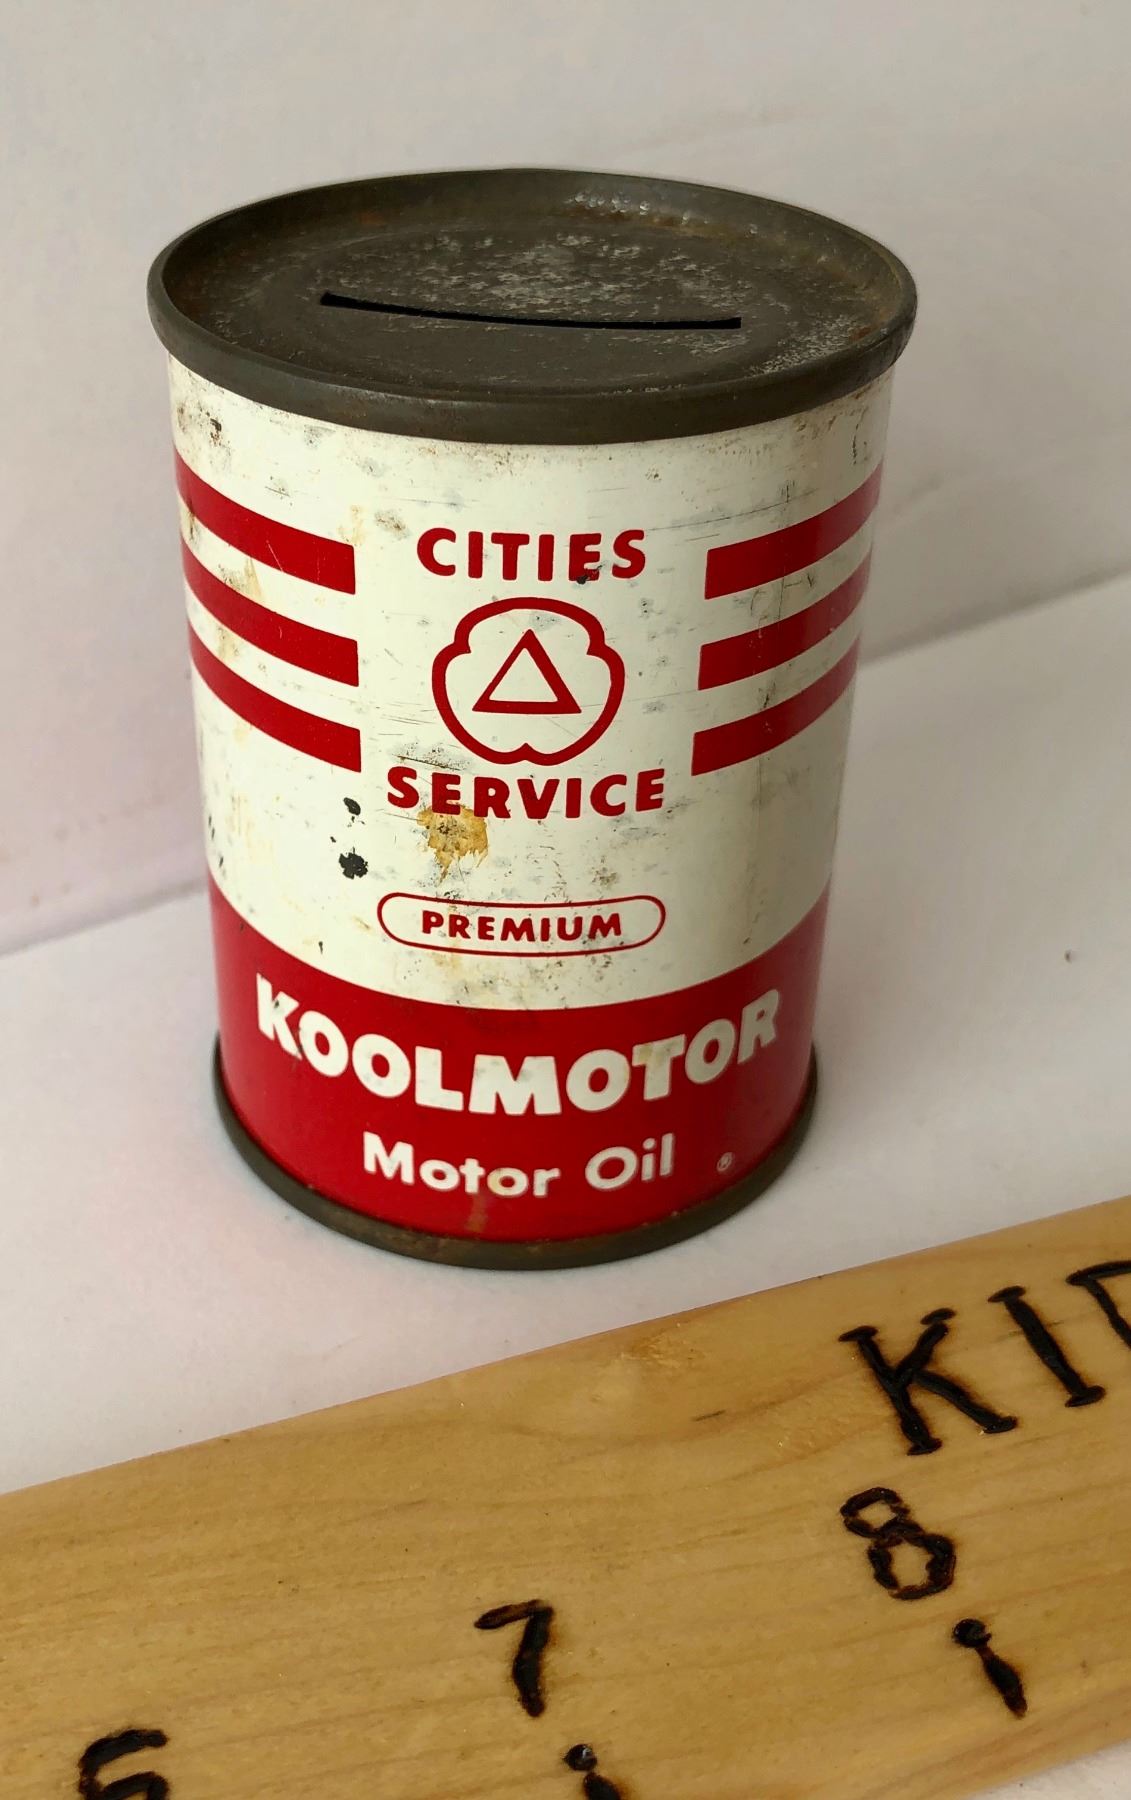 CITIES
SERVICE
PREMIUM
KOOLMOTOR
Motor Oil ®
KI
8
7
6